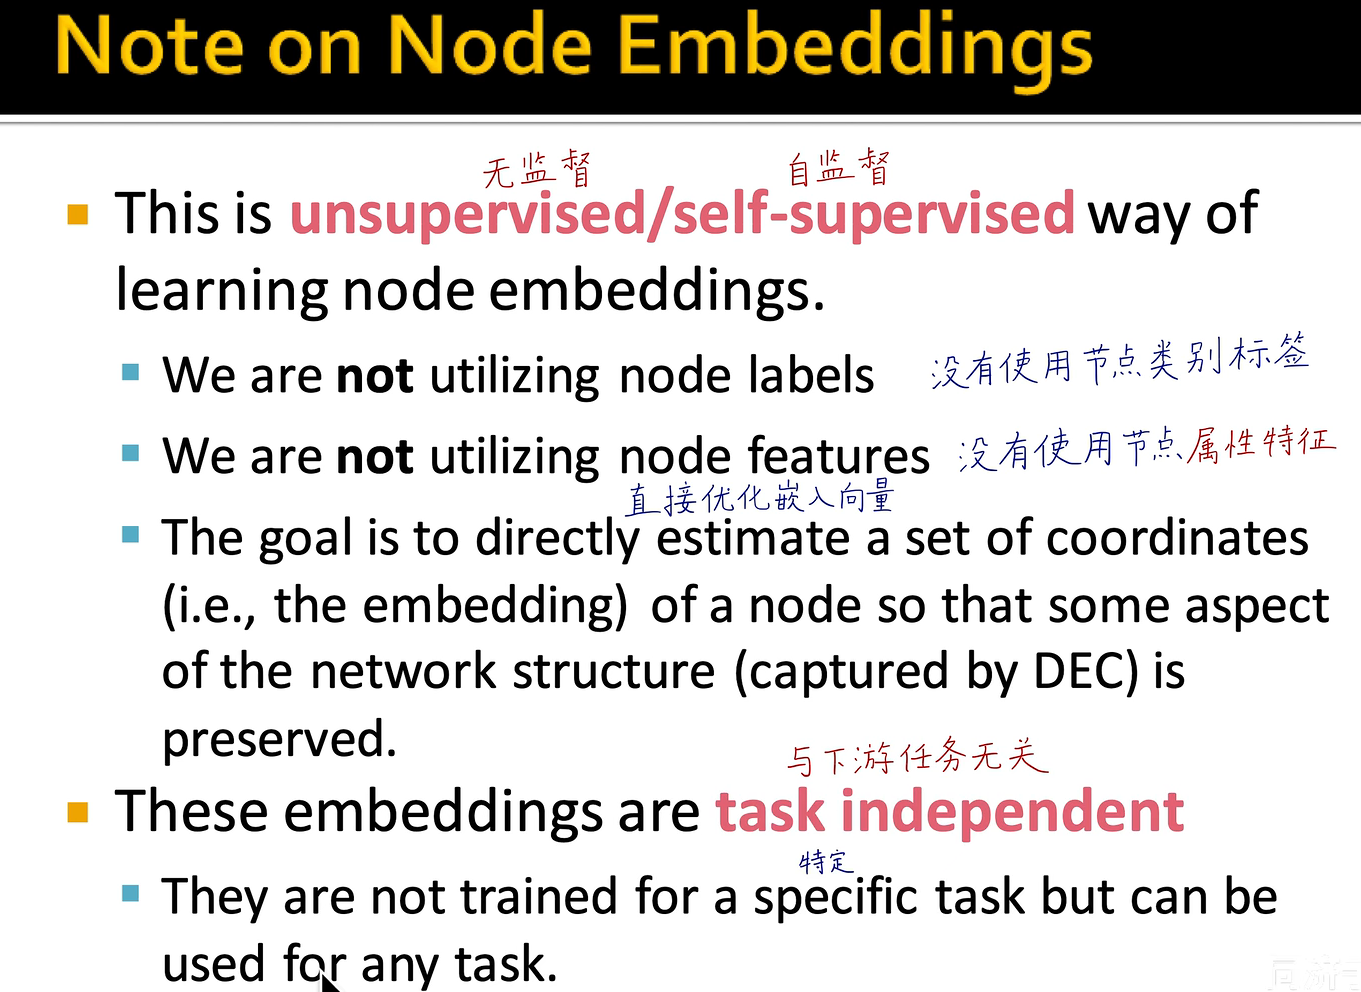 Note on Node Embeddings
无监督 自监督
This is unsupervised/self-supervised way of
learning node embeddings.
We are not utilizing node labels 没有使用节点类别标签
We are not utilizing node features 没有使用节点属性特征
直接优化嵌入向量
The goal is to directly estimate a set of coordinates
(i.e., the embedding) of a node so that some aspect
of the network structure (captured by DEC) is
preserved.
与下游任务无关
These embeddings are task independent
特定
They are not trained for a specific task but can be
used for any task.